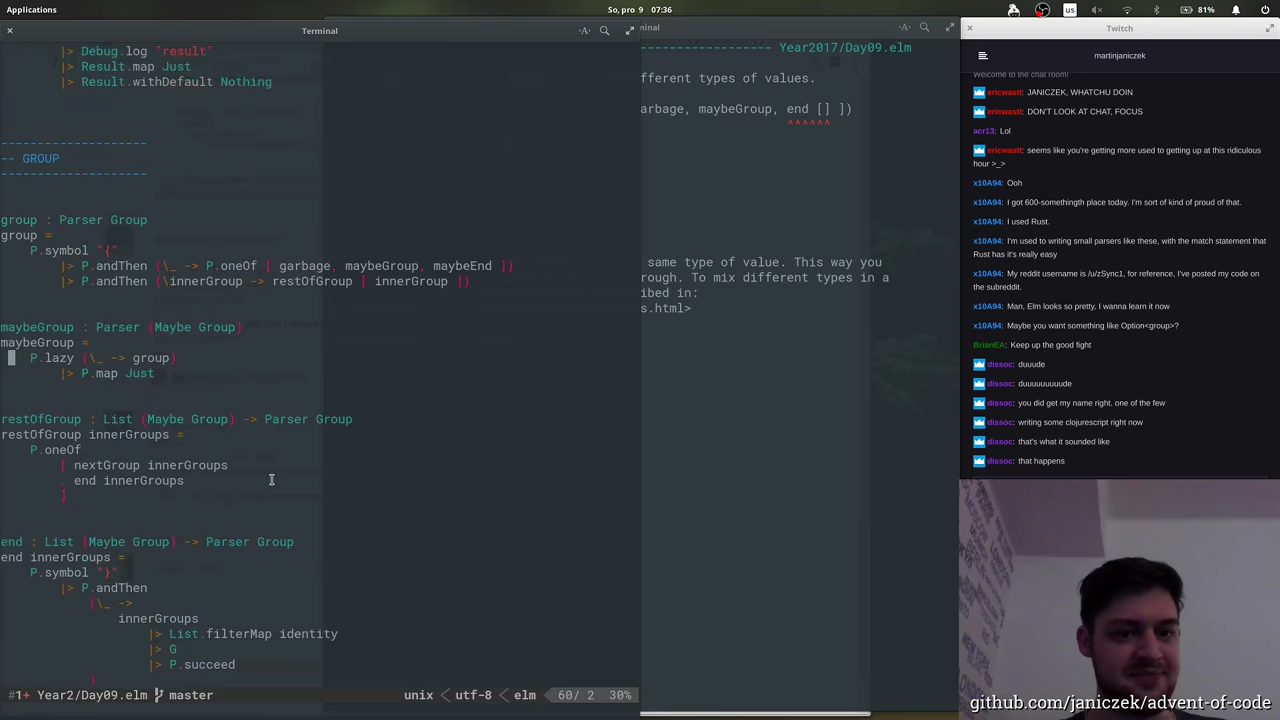 Applications
So, pro 9 07:36
us
81%
Terminal
|> Debug.log "result"
|> Result.map Just
|> Result.withDefault Nothing
----------------------
-- GROUP
----------------------
group : Parser Group
group =
P.symbol "{"
|> P.andThen (\_ -> P.oneOf [ garbage, maybeGroup, maybeEnd ])
|> P.andThen (\innerGroup -> restOfGroup [ innerGroup ])
maybeGroup : Parser (Maybe Group)
maybeGroup =
P.lazy (\_ -> group)
|> P.map Just
restOfGroup : List (Maybe Group) -> Parser Group
restOfGroup innerGroups =
P.oneOf
[ nextGroup innerGroups
, end innerGroups
]
end : List (Maybe Group) -> Parser Group
end innerGroups =
P.symbol "}"
|> P.andThen
(\_ ->
innerGroups
|> List.filterMap identity
|> G
|> P.succeed
)
#1+ Year2/Day09.elm master unix < utf-8 < elm 60/ 2 30%
minal
------------------ Year2017/Day09.elm
fferent types of values.
arbage, maybeGroup, end [] ])
^^^^^^
same type of value. This way you
rough. To mix different types in a
ibed in:
s.html>
Twitch
martinjaniczek
Welcome to the chat room!
ericwastl: JANICZEK, WHATCHU DOIN
ericwastl: DON'T LOOK AT CHAT, FOCUS
acr13: Lol
ericwastl: seems like you're getting more used to getting up at this ridiculous
hour >_>
x10A94: Ooh
x10A94: I got 600-somethingth place today. I'm sort of kind of proud of that.
x10A94: I used Rust.
x10A94: I'm used to writing small parsers like these, with the match statement that
Rust has it's really easy
x10A94: My reddit username is /u/zSync1, for reference, I've posted my code on
the subreddit.
x10A94: Man, Elm looks so pretty, I wanna learn it now
x10A94: Maybe you want something like Option<group>?
BrianEA: Keep up the good fight
dissoc: duuude
dissoc: duuuuuuuuude
dissoc: you did get my name right. one of the few
dissoc: writing some clojurescript right now
dissoc: that's what it sounded like
dissoc: that happens
github.com/janiczek/advent-of-code